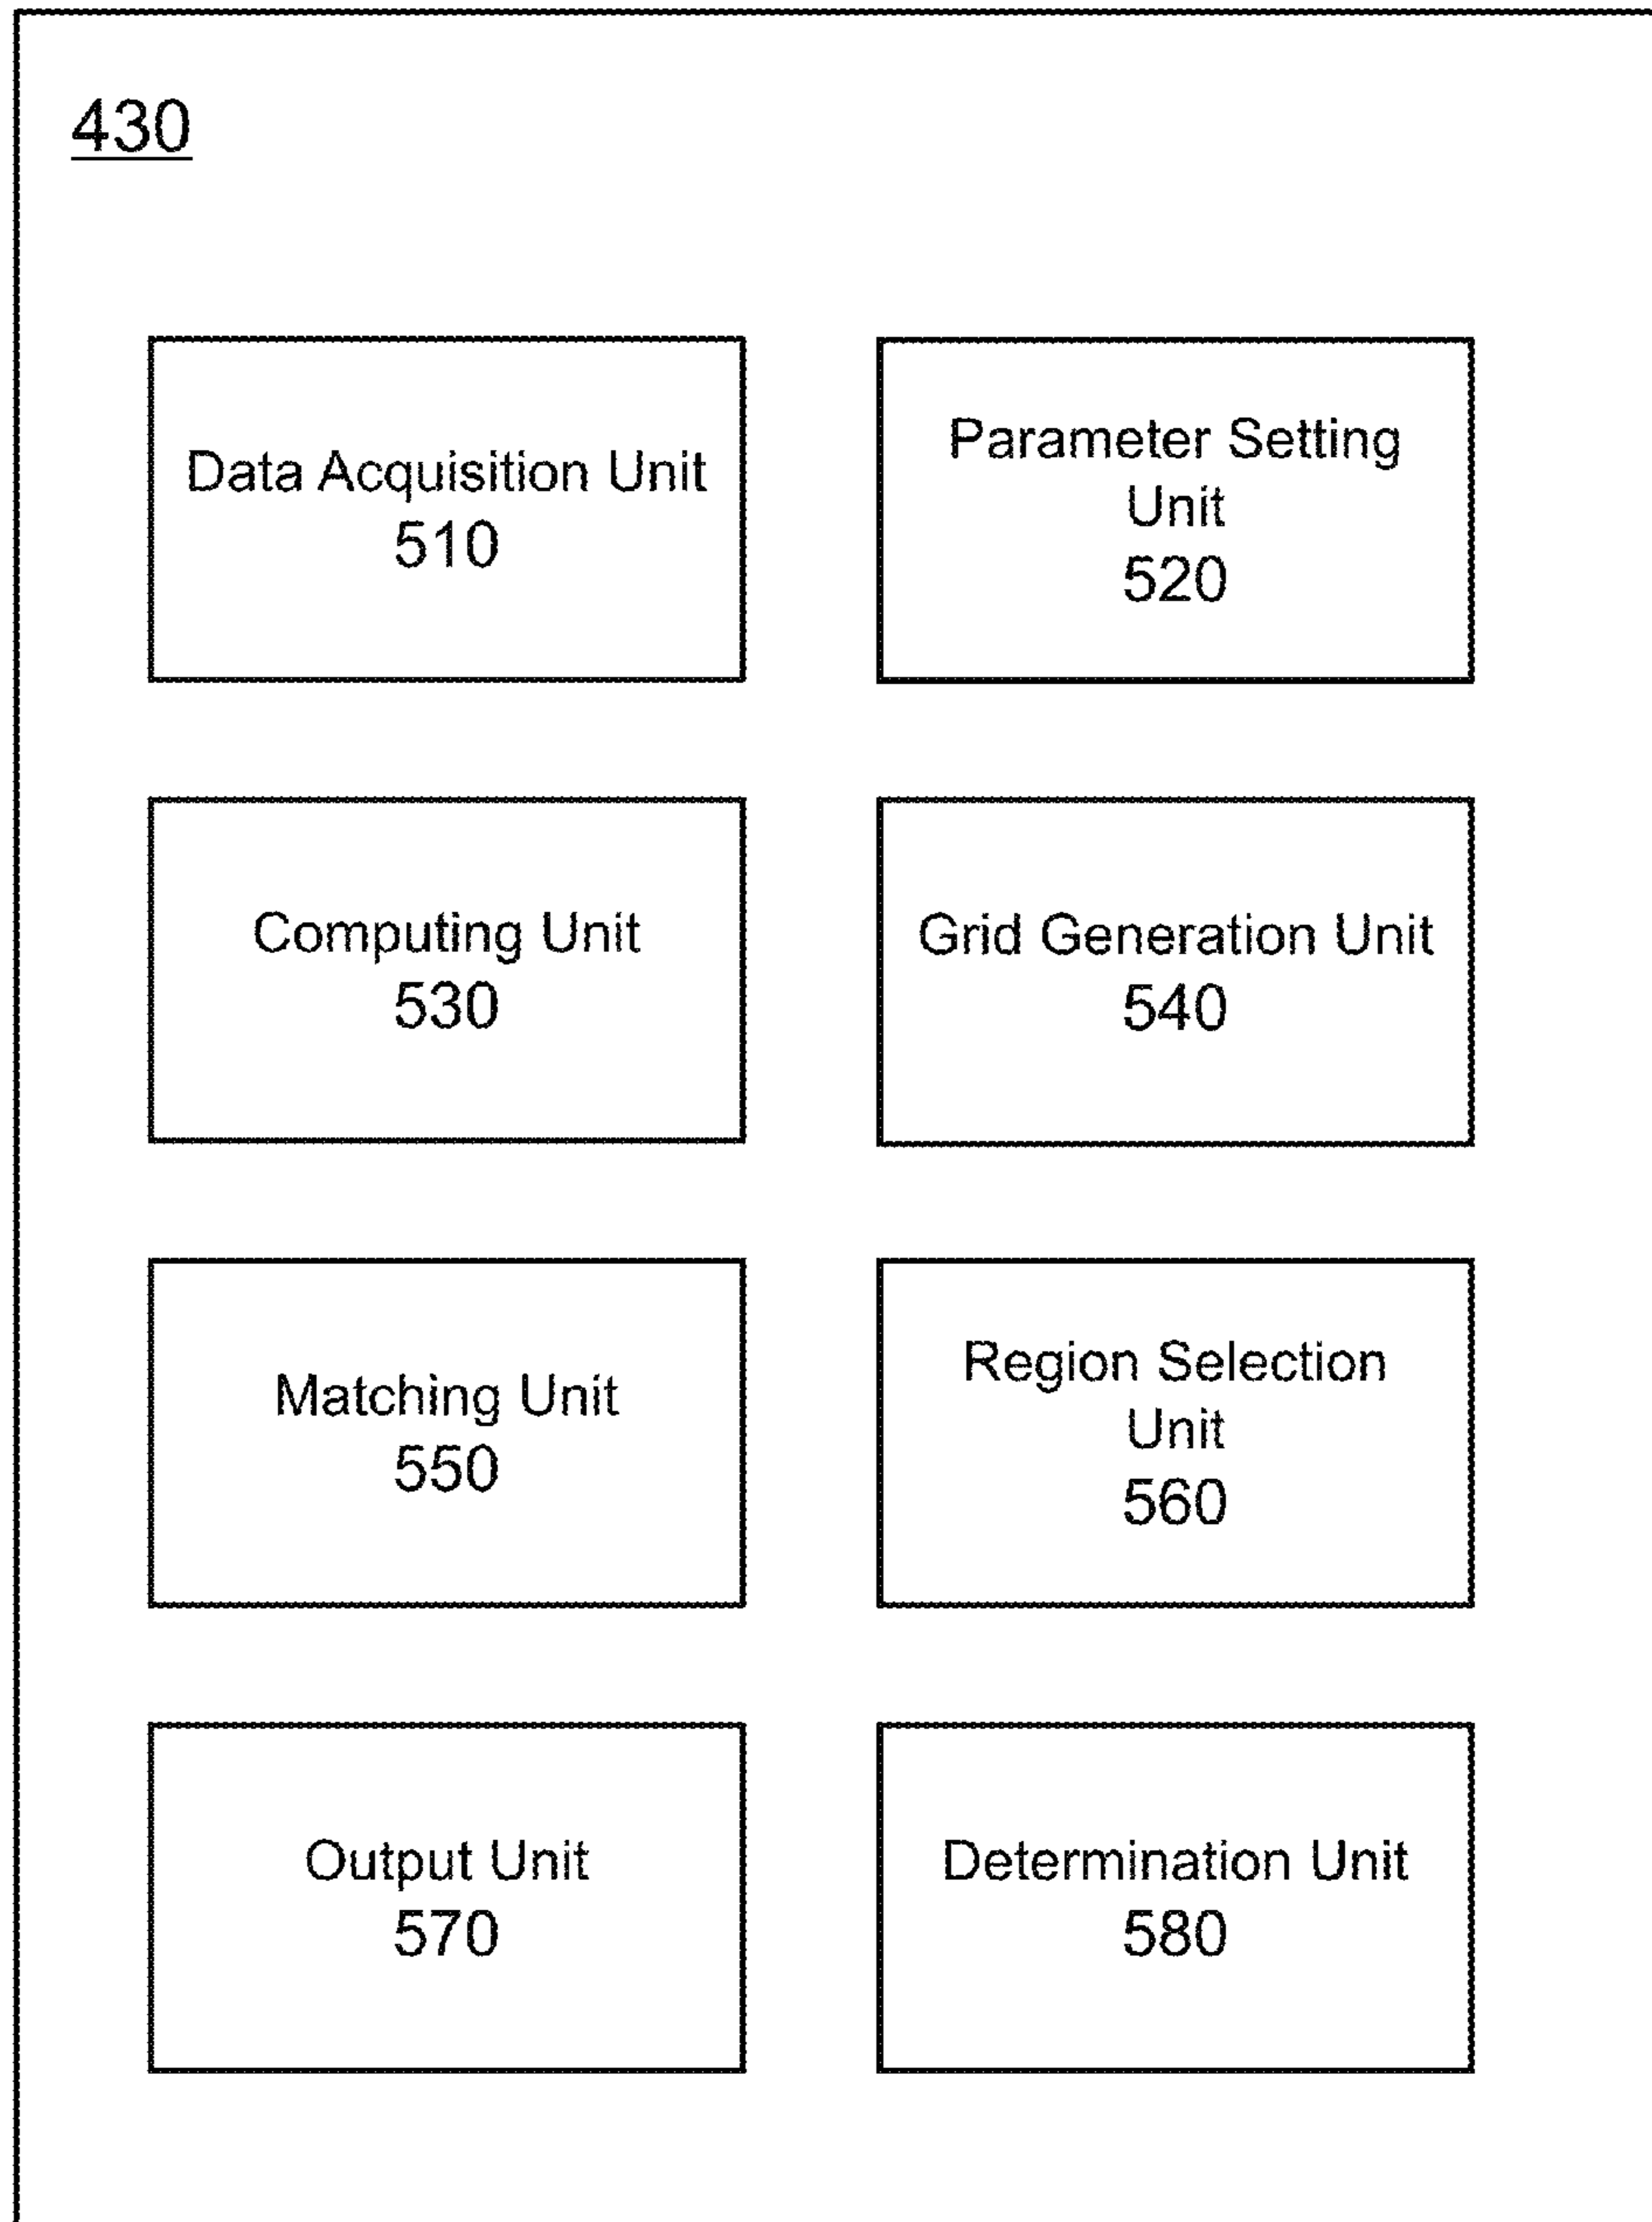 430
Data Acquisition Unit
510
Parameter Setting
Unit
520
Computing Unit
530
Grid Generation Unit
540
Matching Unit
550
Region Selection
Unit
560
Output Unit
570
Determination Unit
580